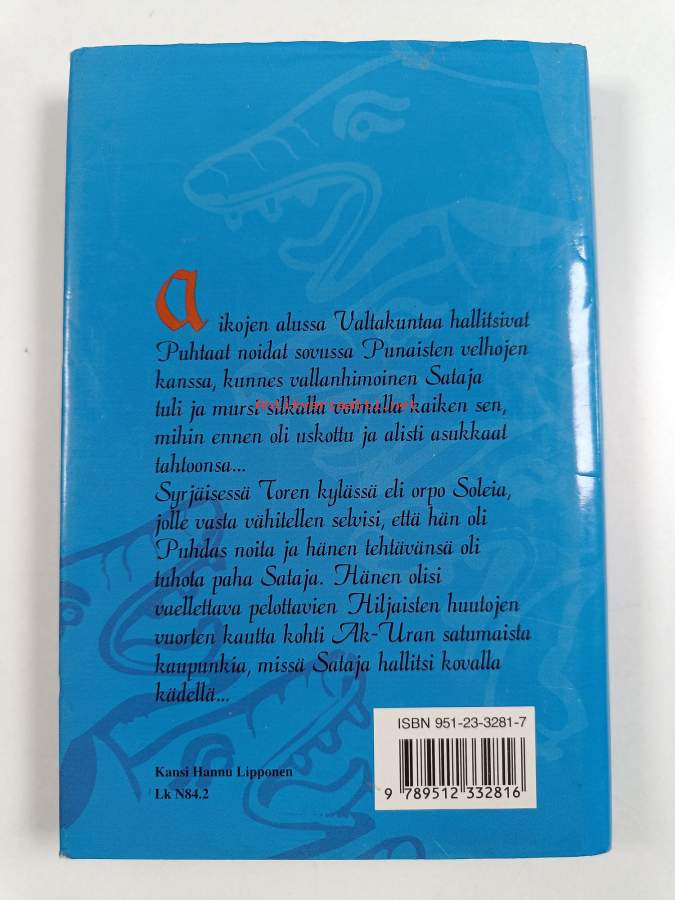 aikojen alussa Valtakuntaa hallitsivat
Puhtaat noidat sovussa Punaisten velhojen
kanssa, kunnes vallanhimoinen Sataja
tuli ja mursi silkalla voimalla kaiken sen,
mihin ennen oli uskottu ja alisti asukkaat
tahtoonsa...
Syrjäisessä Toren kylässä eli orpo Soleia,
jolle vasta vähitellen selvisi, että hän oli
Puhdas noita ja hänen tehtävänsä oli
tuhota paha Sataja. Hänen olisi
vaellettava pelottavien Hiljaisten huutojen
vuorten kautta kohti Ak-Uran satumaista
kaupunkia, missä Sataja hallitsi kovalla
kädellä...
ISBN 951-23-3281-7
Kansi Hannu Lipponen
Lk N84.2
9 789512 332816